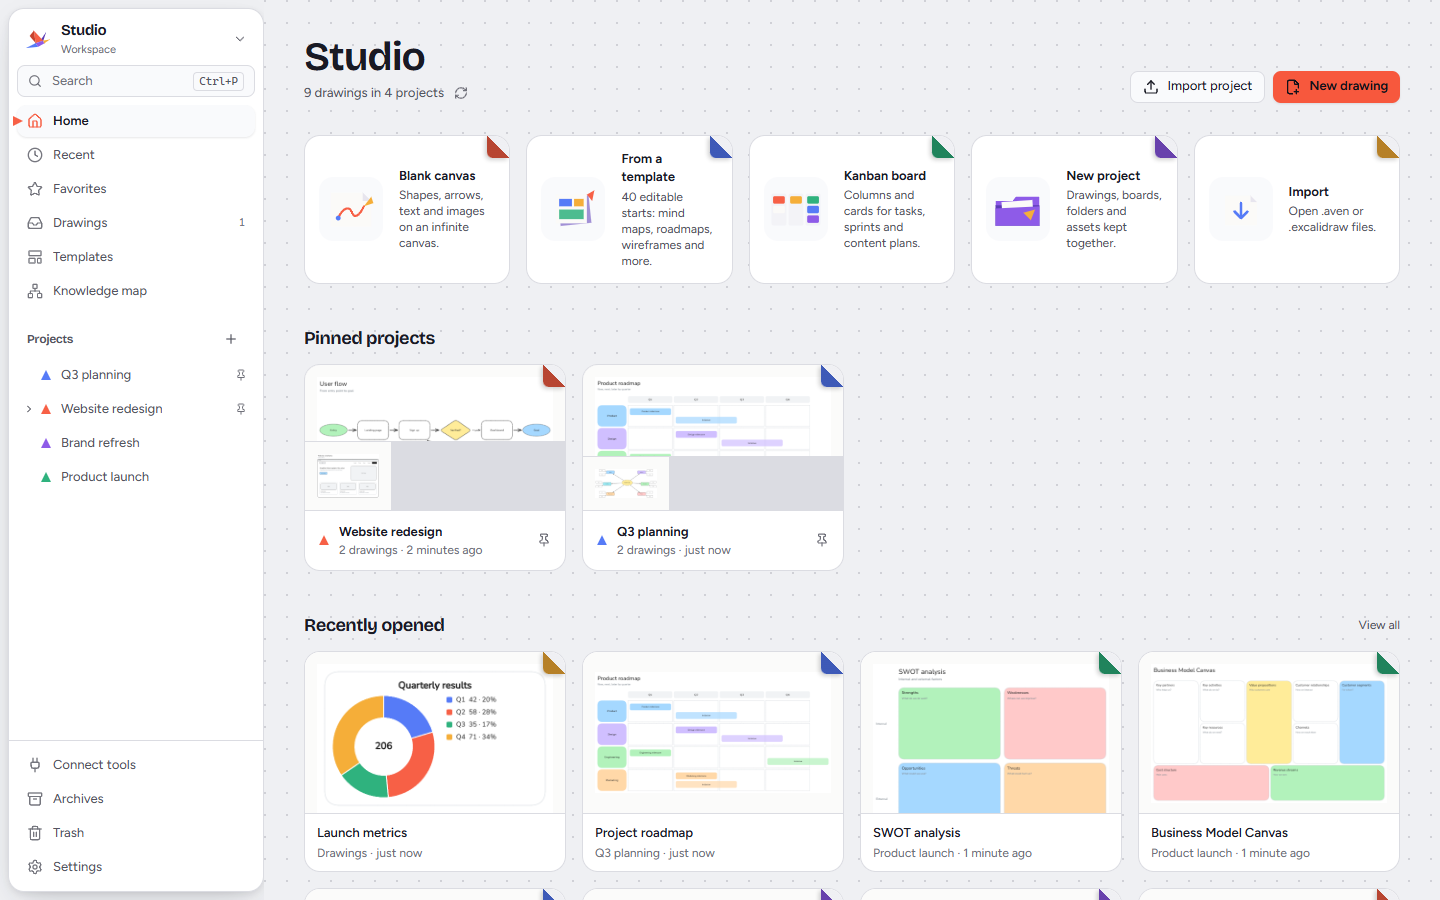 Studio
Workspace
Search
Ctrl+P
Home
Recent
Favorites
Drawings
1
Templates
Knowledge map
Projects
Q3 planning
Website redesign
Brand refresh
Product launch
Connect tools
Archives
Trash
Settings
Studio
9 drawings in 4 projects
Import project
New drawing
Blank canvas
Shapes, arrows,
text and images
on an infinite
canvas.
From a
template
40 editable
starts: mind
maps, roadmaps,
wireframes and
more.
Kanban board
Columns and
cards for tasks,
sprints and
content plans.
New project
Drawings, boards,
folders and
assets kept
together.
Import
Open .aven or
.excalidraw files.
Pinned projects
User flow
Product roadmap
Website redesign
2 drawings · 2 minutes ago
Q3 planning
2 drawings · just now
Recently opened
View all
Quarterly results
Q1 42 · 20%
Q2 58 · 28%
Q3 35 · 17%
Q4 71 · 34%
206
Product roadmap
SWOT analysis
Strengths
Weaknesses
Opportunities
Threats
Business Model Canvas
Launch metrics
Drawings · just now
Project roadmap
Q3 planning · just now
SWOT analysis
Product launch · 1 minute ago
Business Model Canvas
Product launch · 1 minute ago